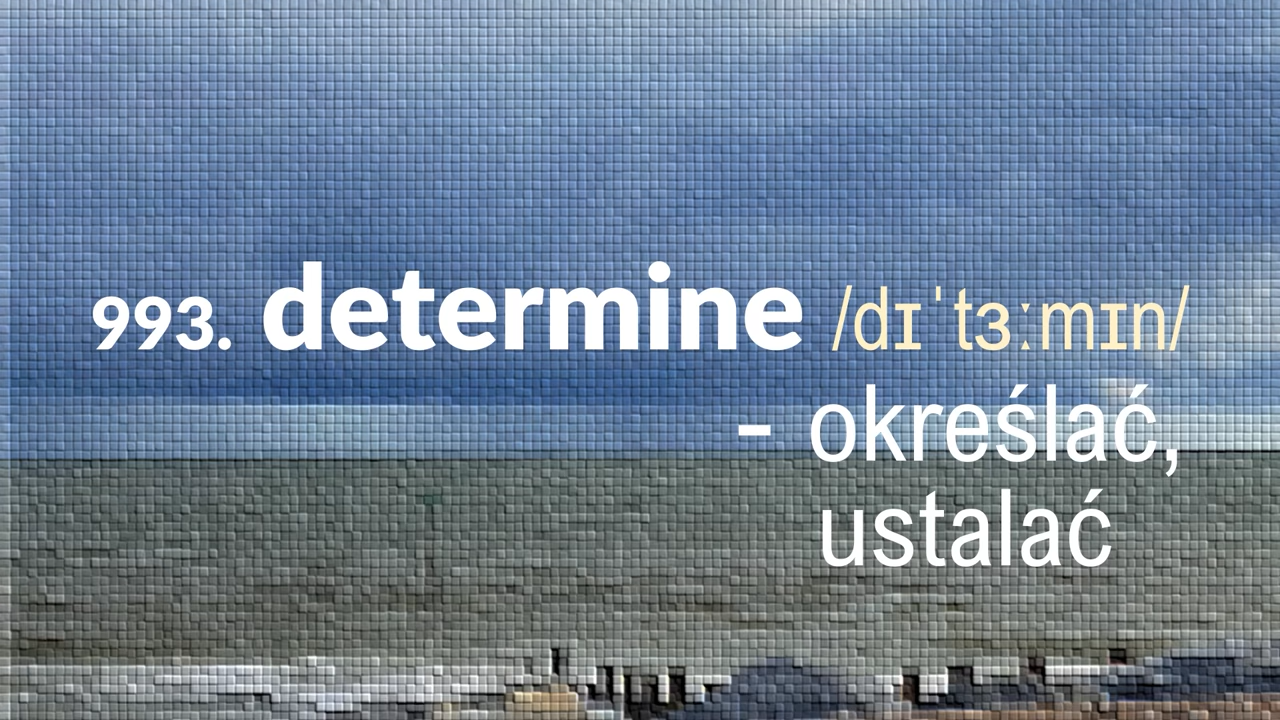 993. determine /dɪˈtɜːmɪn/
- określać,
ustalać